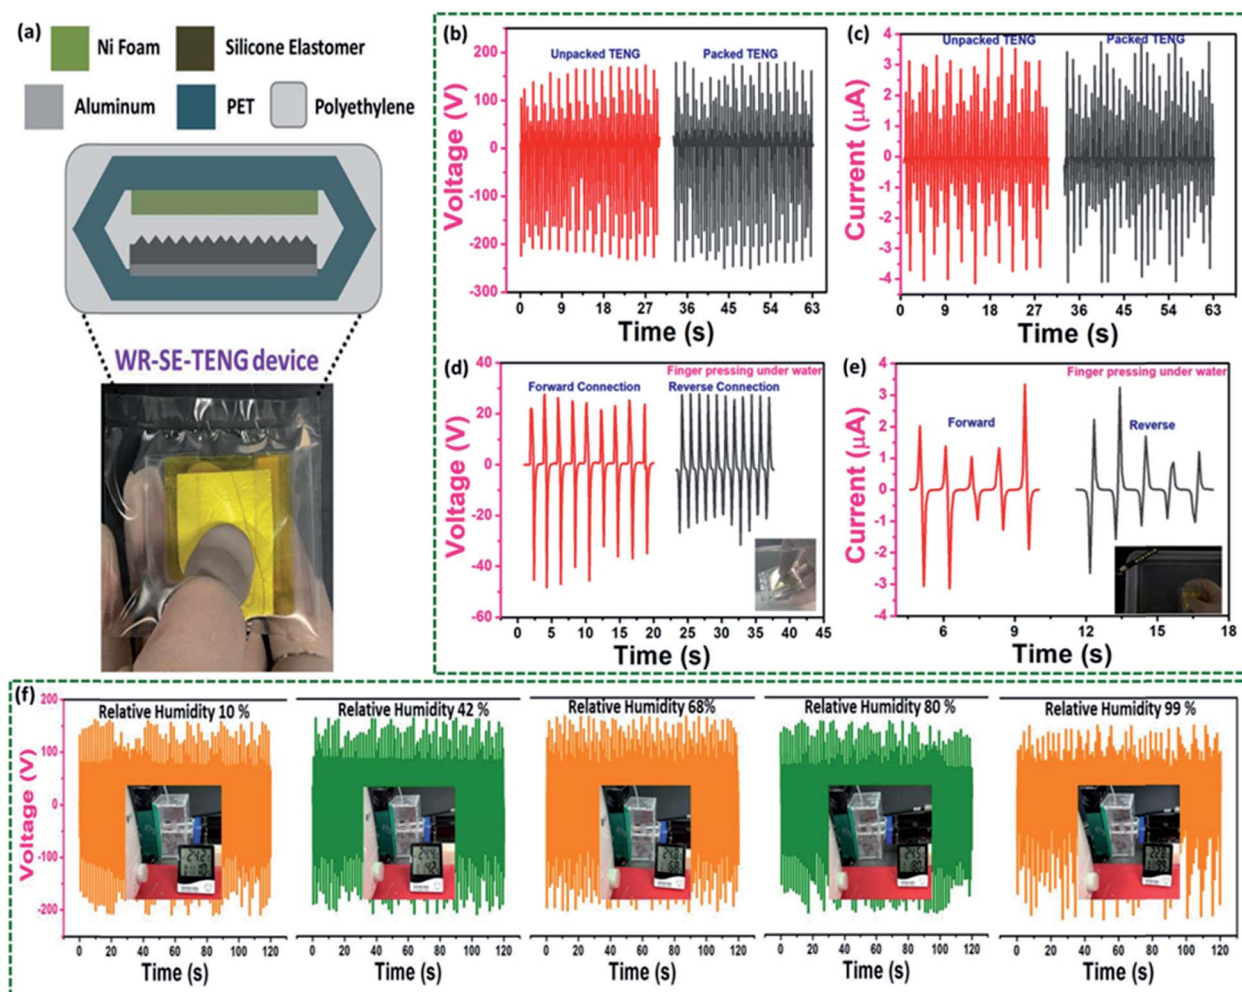 (a)
Ni Foam
Silicone Elastomer
Aluminum
PET
Polyethylene
WR-SE-TENG device
(b)
Unpacked TENG
Packed TENG
Voltage (V)
200
100
0
-100
-200
-300
0 9 18 27 36 45 54 63
Time (s)
(c)
Unpacked TENG
Packed TENG
Current (μA)
4
3
2
1
0
-1
-2
-3
-4
0 9 18 27 36 45 54 63
Time (s)
(d)
Finger pressing under water
Forward Connection
Reverse Connection
Voltage (V)
40
20
0
-20
-40
-60
0 5 10 15 20 25 30 35 40 45
Time (s)
(e)
Finger pressing under water
Forward
Reverse
Current (μA)
4
3
2
1
0
-1
-2
-3
-4
6 9 12 15 18
Time (s)
(f)
Voltage (V)
200
100
0
-100
-200
Relative Humidity 10 %
Relative Humidity 42 %
Relative Humidity 68%
Relative Humidity 80 %
Relative Humidity 99 %
0 20 40 60 80 100 120
0 20 40 60 80 100 120
0 20 40 60 80 100 120
0 20 40 60 80 100 120
0 20 40 60 80 100 120
Time (s)
Time (s)
Time (s)
Time (s)
Time (s)